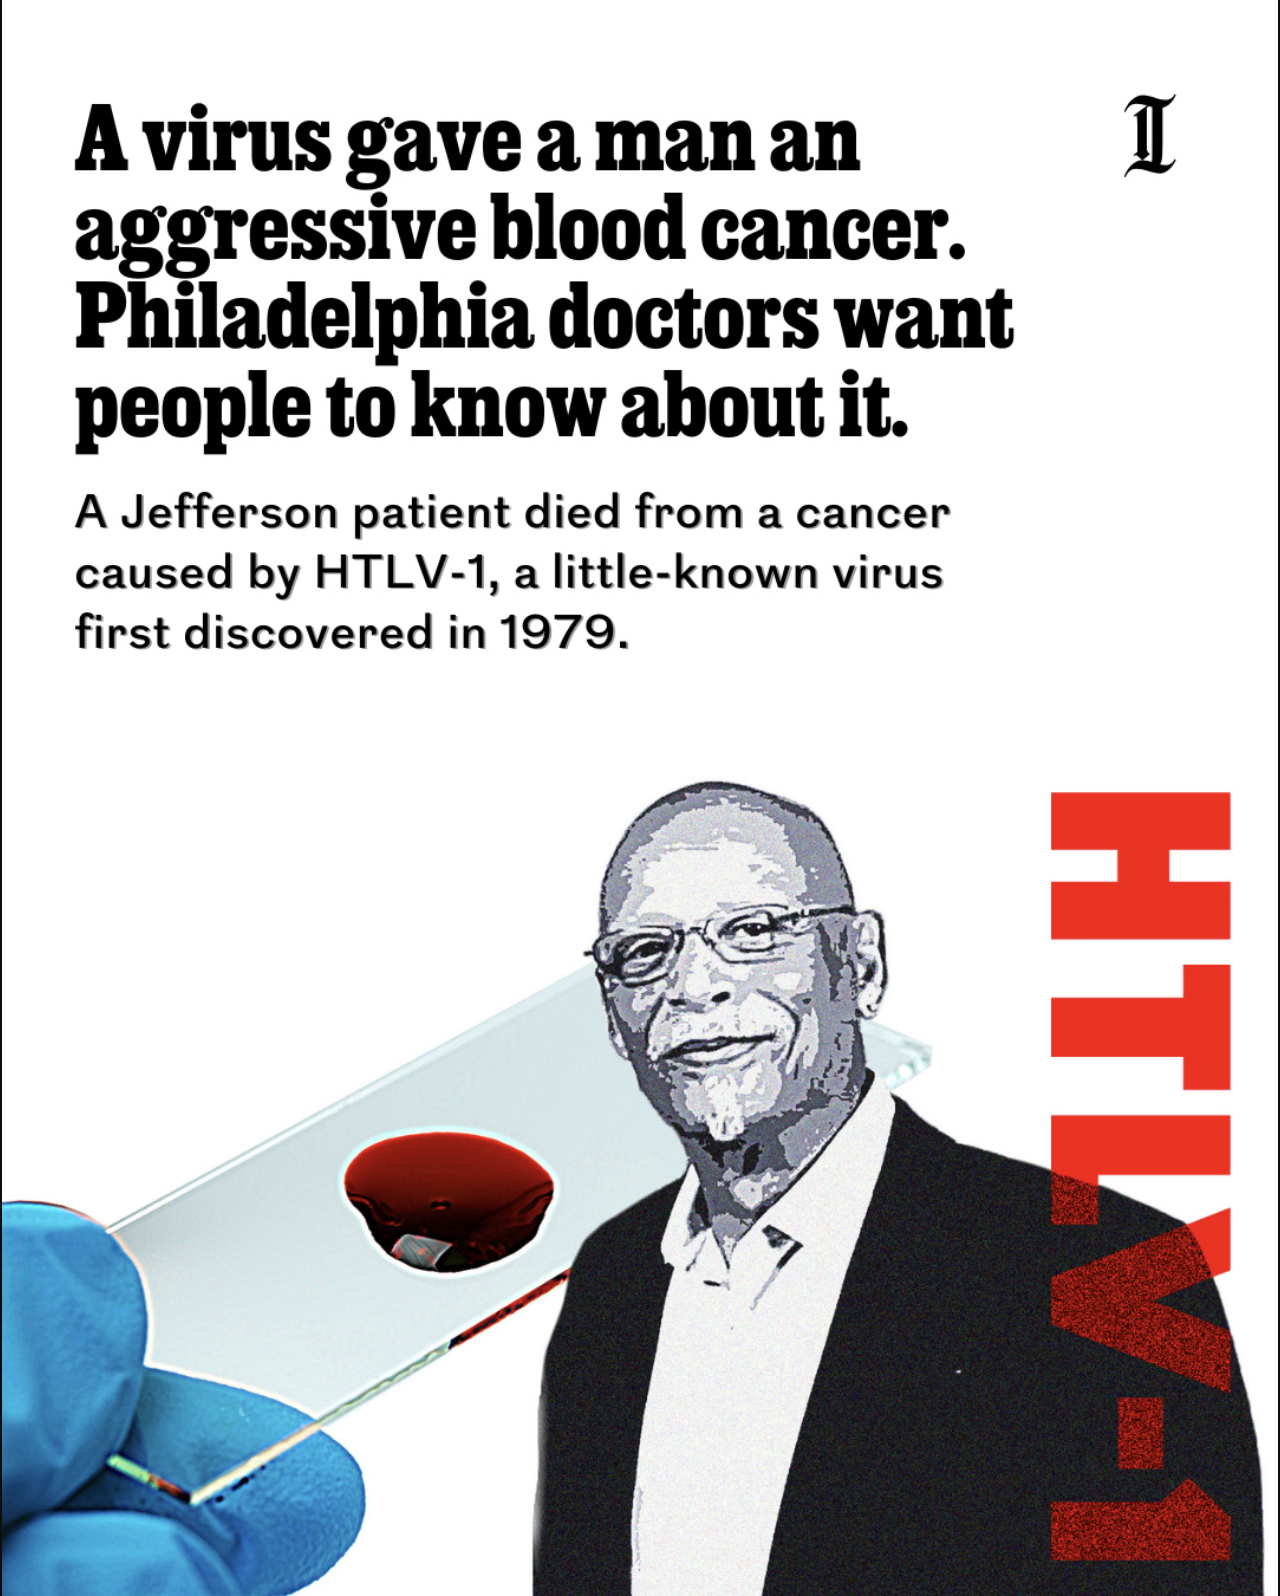 A virus gave a man an
aggressive blood cancer.
Philadelphia doctors want
people to know about it.
A Jefferson patient died from a cancer
caused by HTLV-1, a little-known virus
first discovered in 1979.
I
HTLV-1